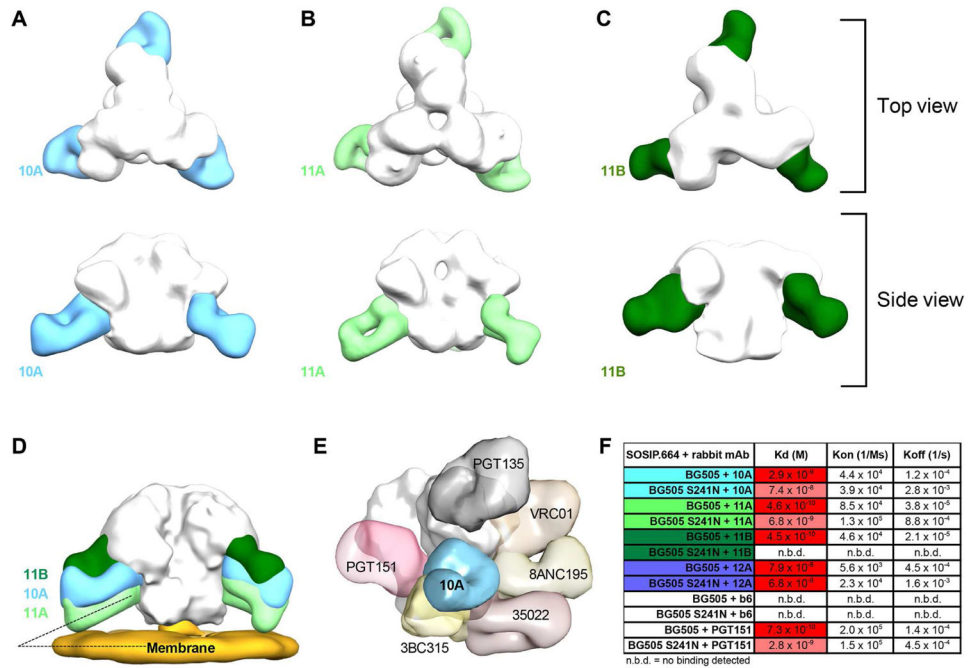 A
B
C
10A
11A
11B
Top view
10A
11A
11B
Side view
D
E
F
11B
10A
11A
Membrane
PGT135
VRC01
PGT151
10A
8ANC195
35022
3BC315
SOSIP.664 + rabbit mAb Kd (M) Kon (1/Ms) Koff (1/s)
BG505 + 10A 2.9 x 10⁻⁹ 4.4 x 10⁴ 1.2 x 10⁻⁴
BG505 S241N + 10A 7.4 x 10⁻⁸ 3.9 x 10⁴ 2.8 x 10⁻³
BG505 + 11A 4.6 x 10⁻¹⁰ 8.5 x 10⁴ 3.8 x 10⁻⁵
BG505 S241N + 11A 6.8 x 10⁻⁹ 1.3 x 10⁵ 8.8 x 10⁻⁴
BG505 + 11B 4.5 x 10⁻¹⁰ 4.6 x 10⁴ 2.1 x 10⁻⁵
BG505 S241N + 11B n.b.d. n.b.d. n.b.d.
BG505 + 12A 7.9 x 10⁻⁸ 5.6 x 10³ 4.5 x 10⁻⁴
BG505 S241N + 12A 6.8 x 10⁻⁸ 2.3 x 10⁴ 1.6 x 10⁻³
BG505 + b6 n.b.d. n.b.d. n.b.d.
BG505 S241N + b6 n.b.d. n.b.d. n.b.d.
BG505 + PGT151 7.3 x 10⁻¹⁰ 2.0 x 10⁵ 1.4 x 10⁻⁴
BG505 S241N + PGT151 2.8 x 10⁻⁹ 1.5 x 10⁵ 4.5 x 10⁻⁴
n.b.d. = no binding detected